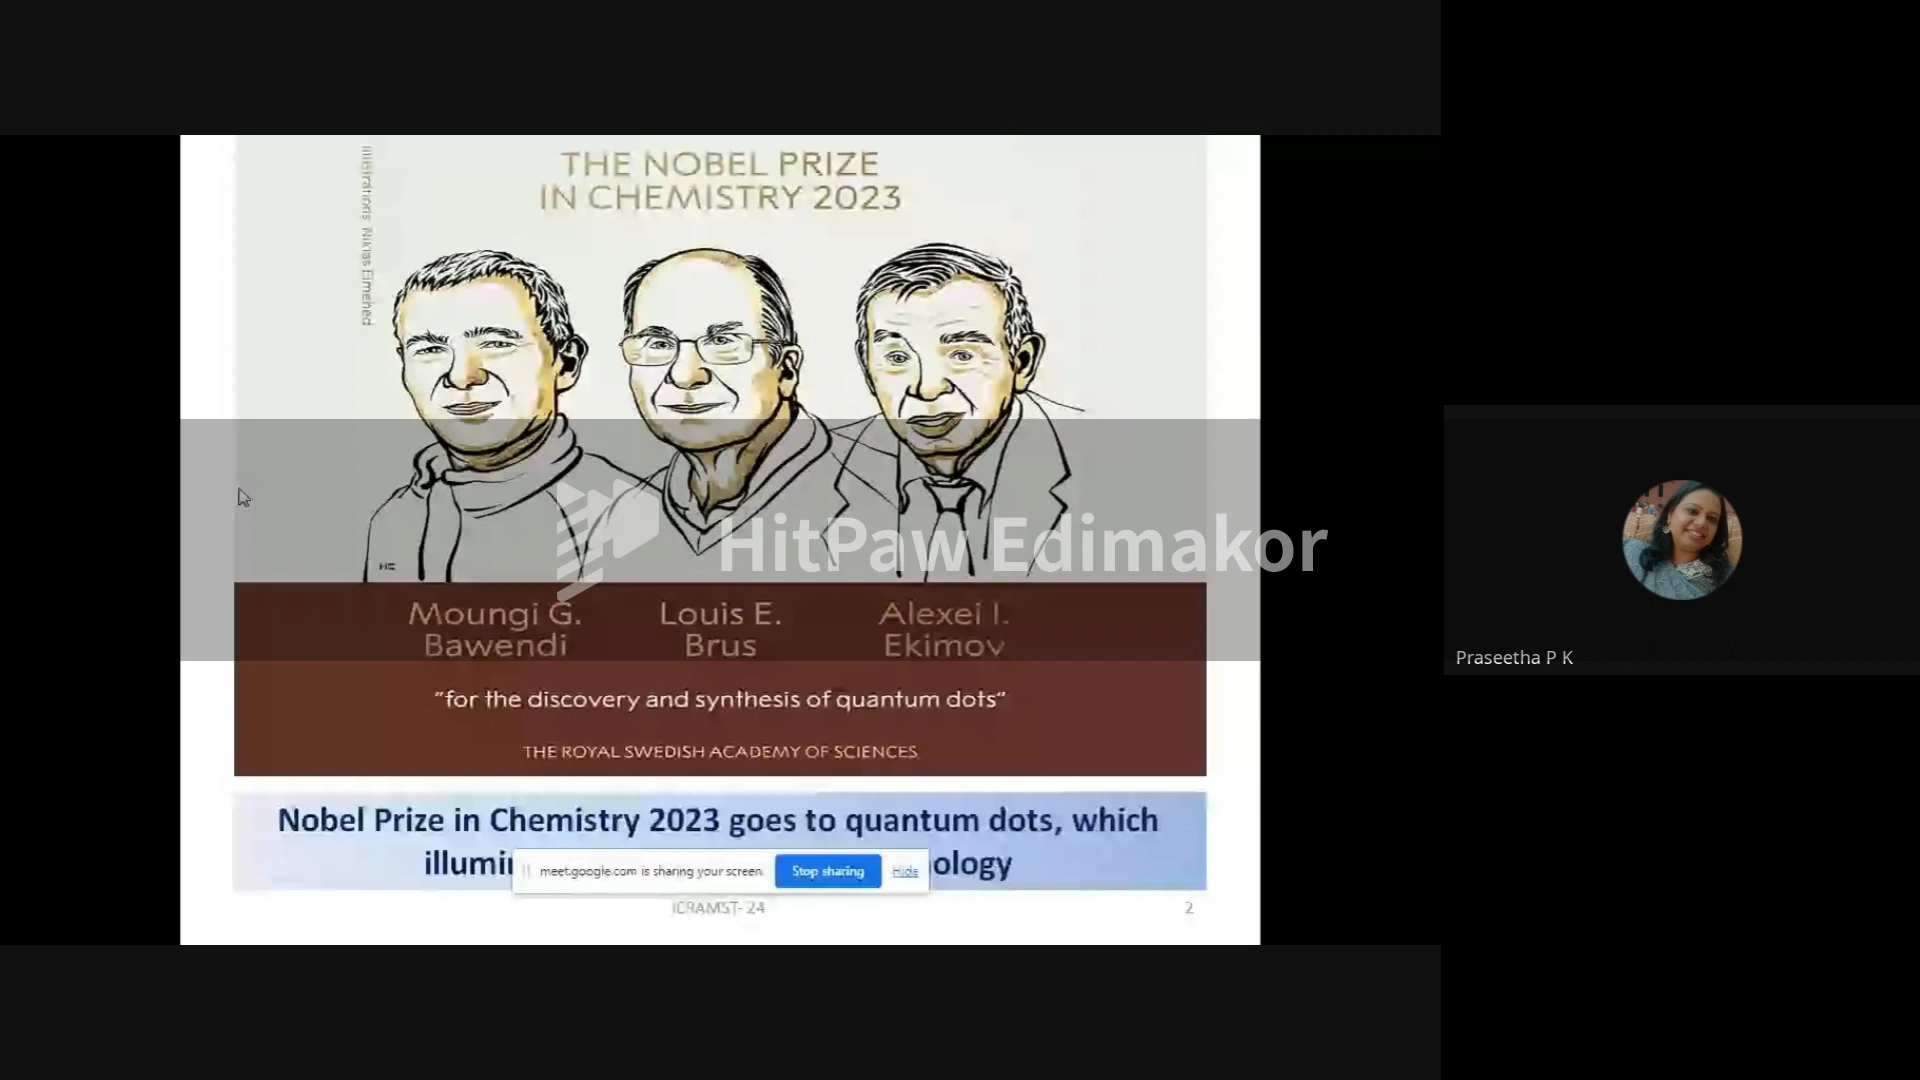 THE NOBEL PRIZE
IN CHEMISTRY 2023
Illustrations: Niklas Elmehed
HitPaw Edimakor
Moungi G.
Bawendi
Louis E.
Brus
Alexei I.
Ekimov
"for the discovery and synthesis of quantum dots"
THE ROYAL SWEDISH ACADEMY OF SCIENCES
Nobel Prize in Chemistry 2023 goes to quantum dots, which
illumi ology
meet.google.com is sharing your screen. Stop sharing Hide
ICRAMST- 24
2
Praseetha P K